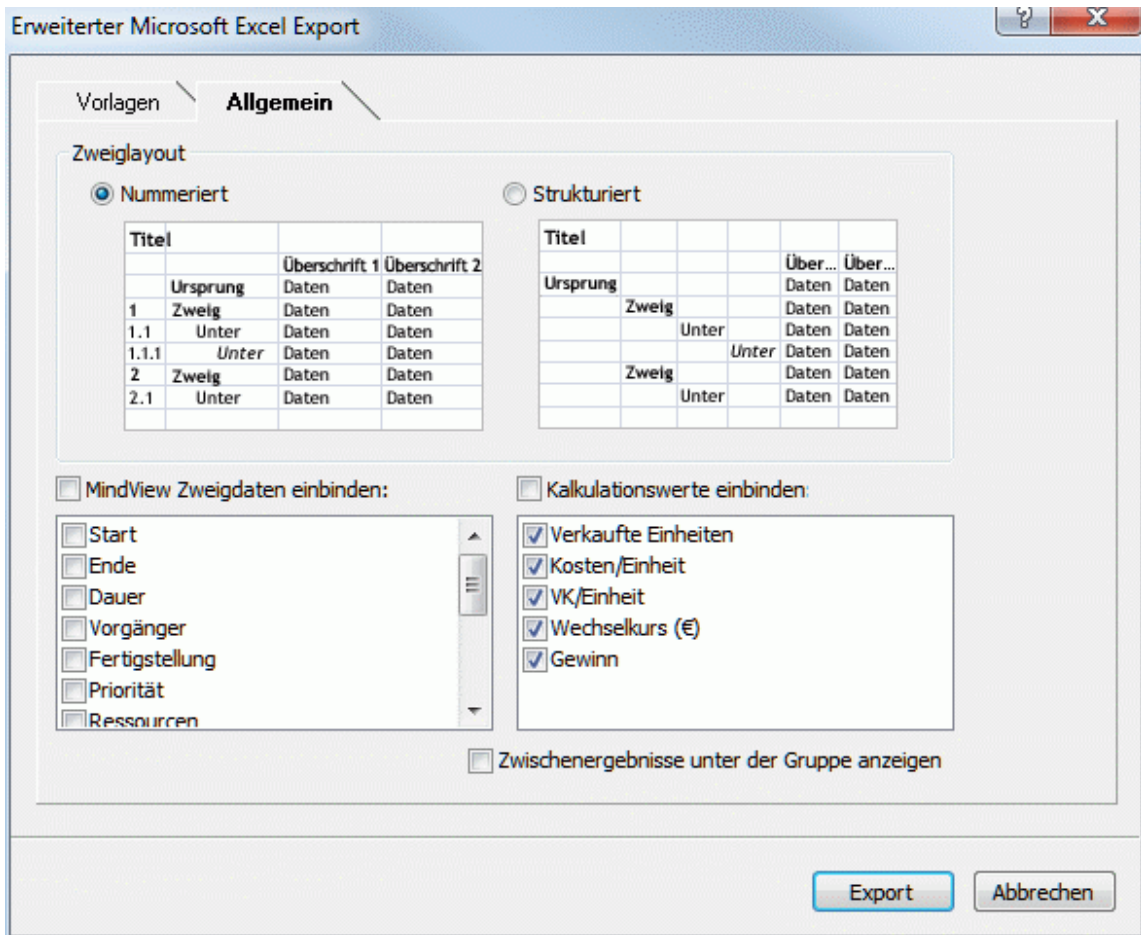 Erweiterter Microsoft Excel Export
?
X
Vorlagen
Allgemein
Zweiglayout
Nummeriert
Titel
Überschrift 1 Überschrift 2
Ursprung Daten Daten
1 Zweig Daten Daten
1.1 Unter Daten Daten
1.1.1 Unter Daten Daten
2 Zweig Daten Daten
2.1 Unter Daten Daten
Strukturiert
Titel
Über... Über...
Ursprung Daten Daten
Zweig Daten Daten
Unter Daten Daten
Unter Daten Daten
Zweig Daten Daten
Unter Daten Daten
MindView Zweigdaten einbinden:
Start
Ende
Dauer
Vorgänger
Fertigstellung
Priorität
Ressourcen
Kalkulationswerte einbinden:
Verkaufte Einheiten
Kosten/Einheit
VK/Einheit
Wechselkurs (€)
Gewinn
Zwischenergebnisse unter der Gruppe anzeigen
Export
Abbrechen